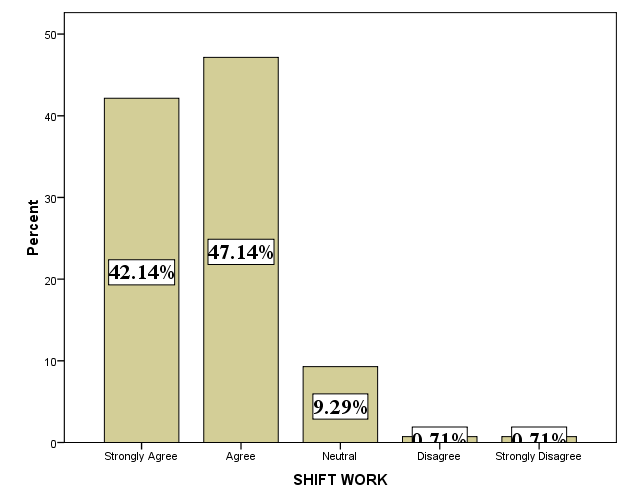 50
40
30
20
10
0
Percent
42.14%
47.14%
9.29%
0.71%
0.71%
Strongly Agree
Agree
Neutral
Disagree
Strongly Disagree
SHIFT WORK